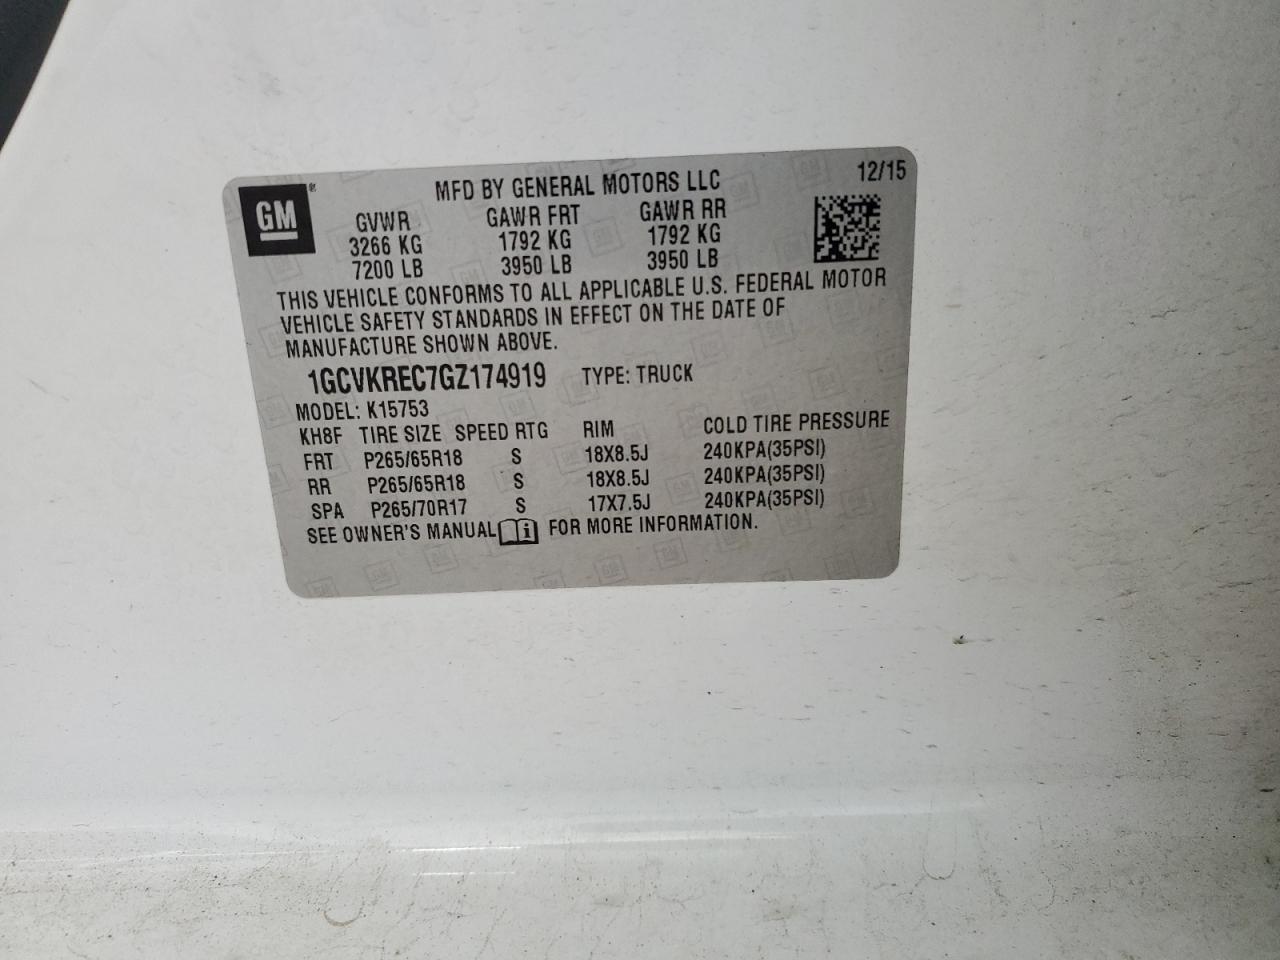 GM®
MFD BY GENERAL MOTORS LLC 12/15
GVWR GAWR FRT GAWR RR
3266 KG 1792 KG 1792 KG
7200 LB 3950 LB 3950 LB
THIS VEHICLE CONFORMS TO ALL APPLICABLE U.S. FEDERAL MOTOR
VEHICLE SAFETY STANDARDS IN EFFECT ON THE DATE OF
MANUFACTURE SHOWN ABOVE.
1GCVKREC7GZ174919 TYPE: TRUCK
MODEL: K15753
KH8F TIRE SIZE SPEED RTG RIM COLD TIRE PRESSURE
FRT P265/65R18 S 18X8.5J 240KPA(35PSI)
RR P265/65R18 S 18X8.5J 240KPA(35PSI)
SPA P265/70R17 S 17X7.5J 240KPA(35PSI)
SEE OWNER'S MANUAL i FOR MORE INFORMATION.